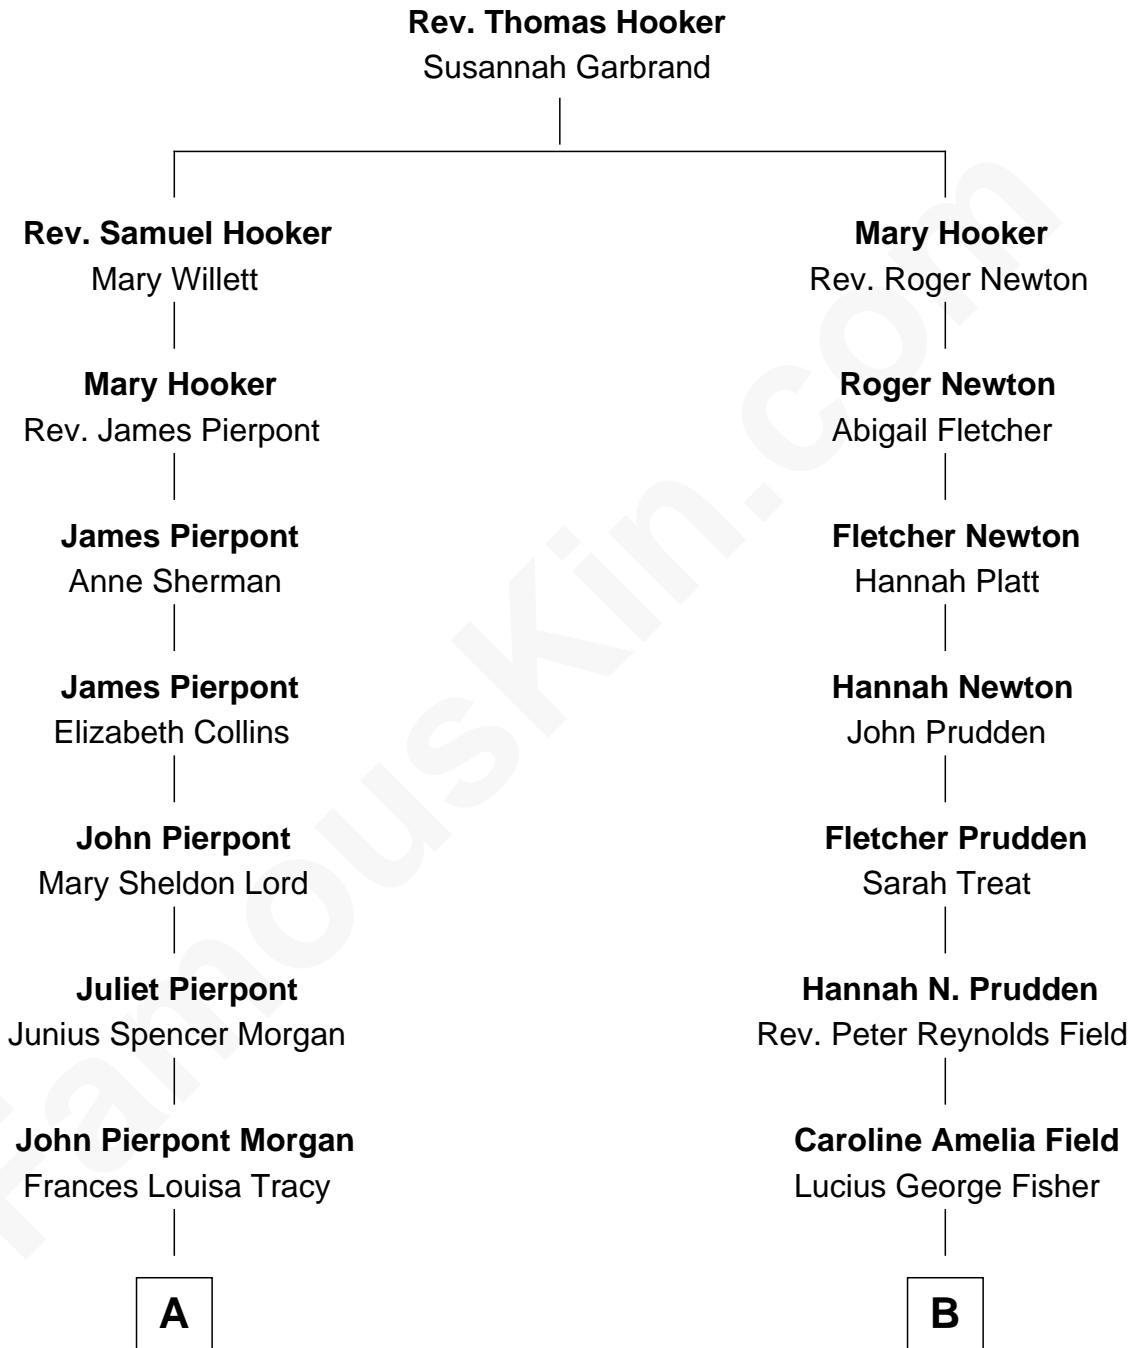 Rev. Thomas Hooker
Susannah Garbrand
Rev. Samuel Hooker
Mary Willett
Mary Hooker
Rev. James Pierpont
James Pierpont
Anne Sherman
James Pierpont
Elizabeth Collins
John Pierpont
Mary Sheldon Lord
Juliet Pierpont
Junius Spencer Morgan
John Pierpont Morgan
Frances Louisa Tracy
A
Mary Hooker
Rev. Roger Newton
Roger Newton
Abigail Fletcher
Fletcher Newton
Hannah Platt
Hannah Newton
John Prudden
Fletcher Prudden
Sarah Treat
Hannah N. Prudden
Rev. Peter Reynolds Field
Caroline Amelia Field
Lucius George Fisher
B
FamousKin.com